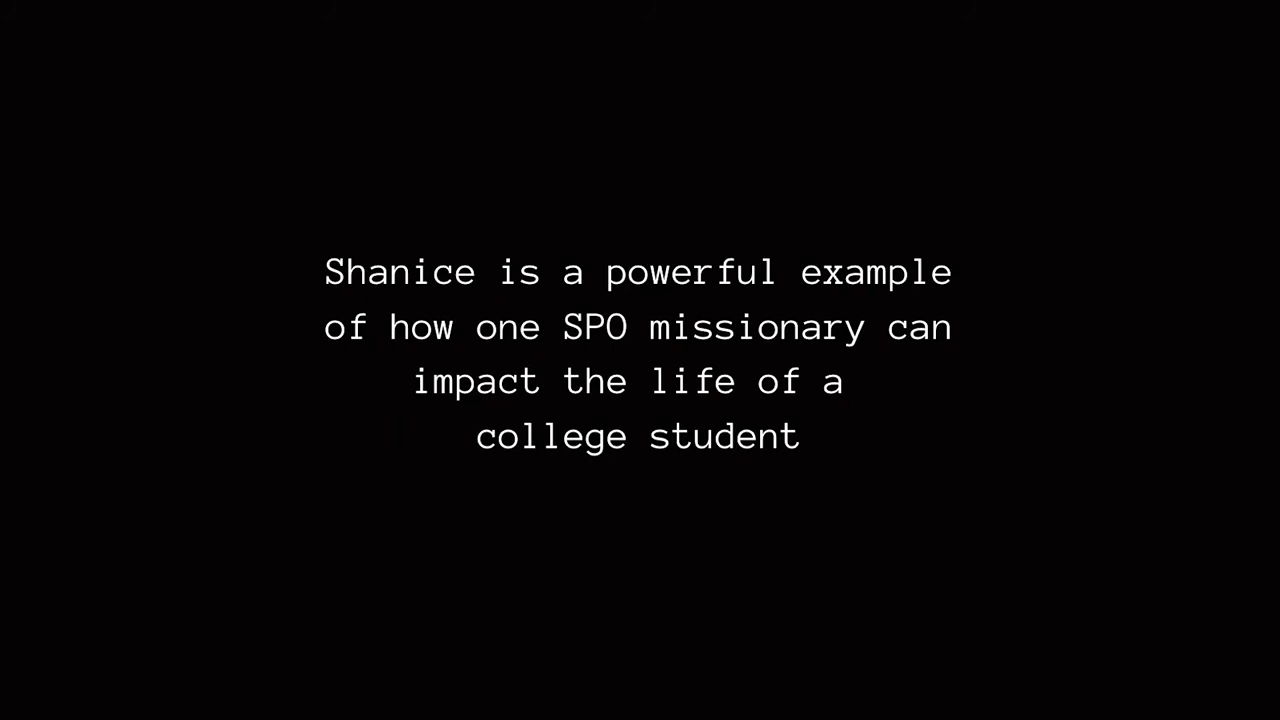 Shanice is a powerful example
of how one SPO missionary can
impact the life of a
college student